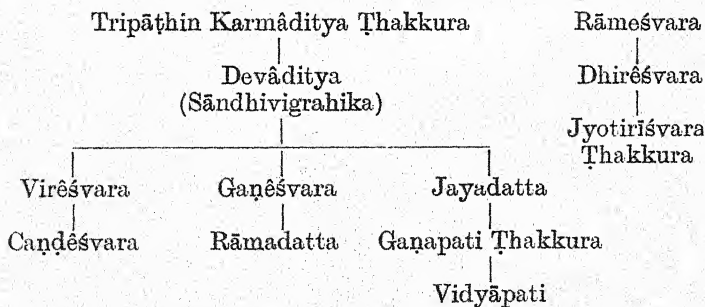 Tripāṭhin Karmâditya Ṭhakkura Rāmeśvara
Devâditya Dhirêśvara
(Sāndhivigrahika)
Jyotirīśvara
Ṭhakkura
Virêśvara Gaṇêśvara Jayadatta
Caṇḍêśvara Rāmadatta Gaṇapati Ṭhakkura
Vidyāpati